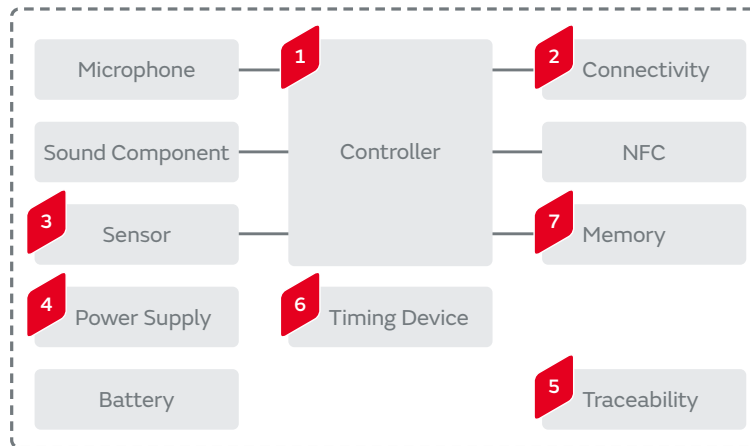 Microphone
1
Controller
2
Connectivity
Sound Component
NFC
3
Sensor
7
Memory
4
Power Supply
6
Timing Device
Battery
5
Traceability